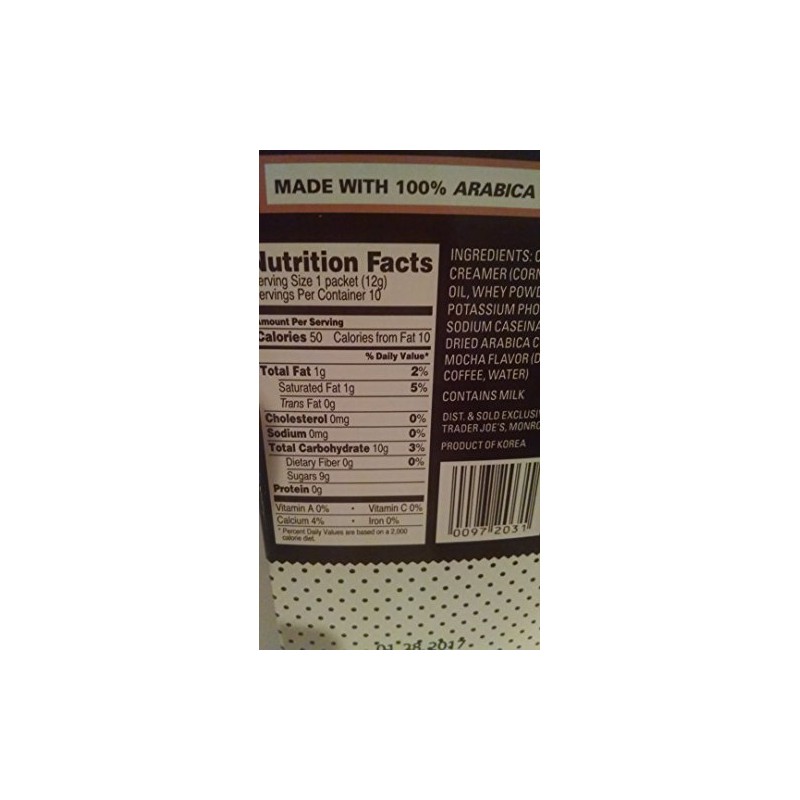 MADE WITH 100% ARABICA
Nutrition Facts
Serving Size 1 packet (12g)
Servings Per Container 10
Amount Per Serving
Calories 50 Calories from Fat 10
% Daily Value*
Total Fat 1g 2%
Saturated Fat 1g 5%
Trans Fat 0g
Cholesterol 0mg 0%
Sodium 0mg 0%
Total Carbohydrate 10g 3%
Dietary Fiber 0g 0%
Sugars 9g
Protein 0g
Vitamin A 0% • Vitamin C 0%
Calcium 4% • Iron 0%
* Percent Daily Values are based on a 2,000
calorie diet.
INGREDIENTS:
CREAMER (CORN
OIL, WHEY POWD
POTASSIUM PHO
SODIUM CASEINA
DRIED ARABICA C
MOCHA FLAVOR (D
COFFEE, WATER)
CONTAINS MILK
DIST. & SOLD EXCLUSI
TRADER JOE'S, MONRO
PRODUCT OF KOREA
0097 2031
01 28 2017